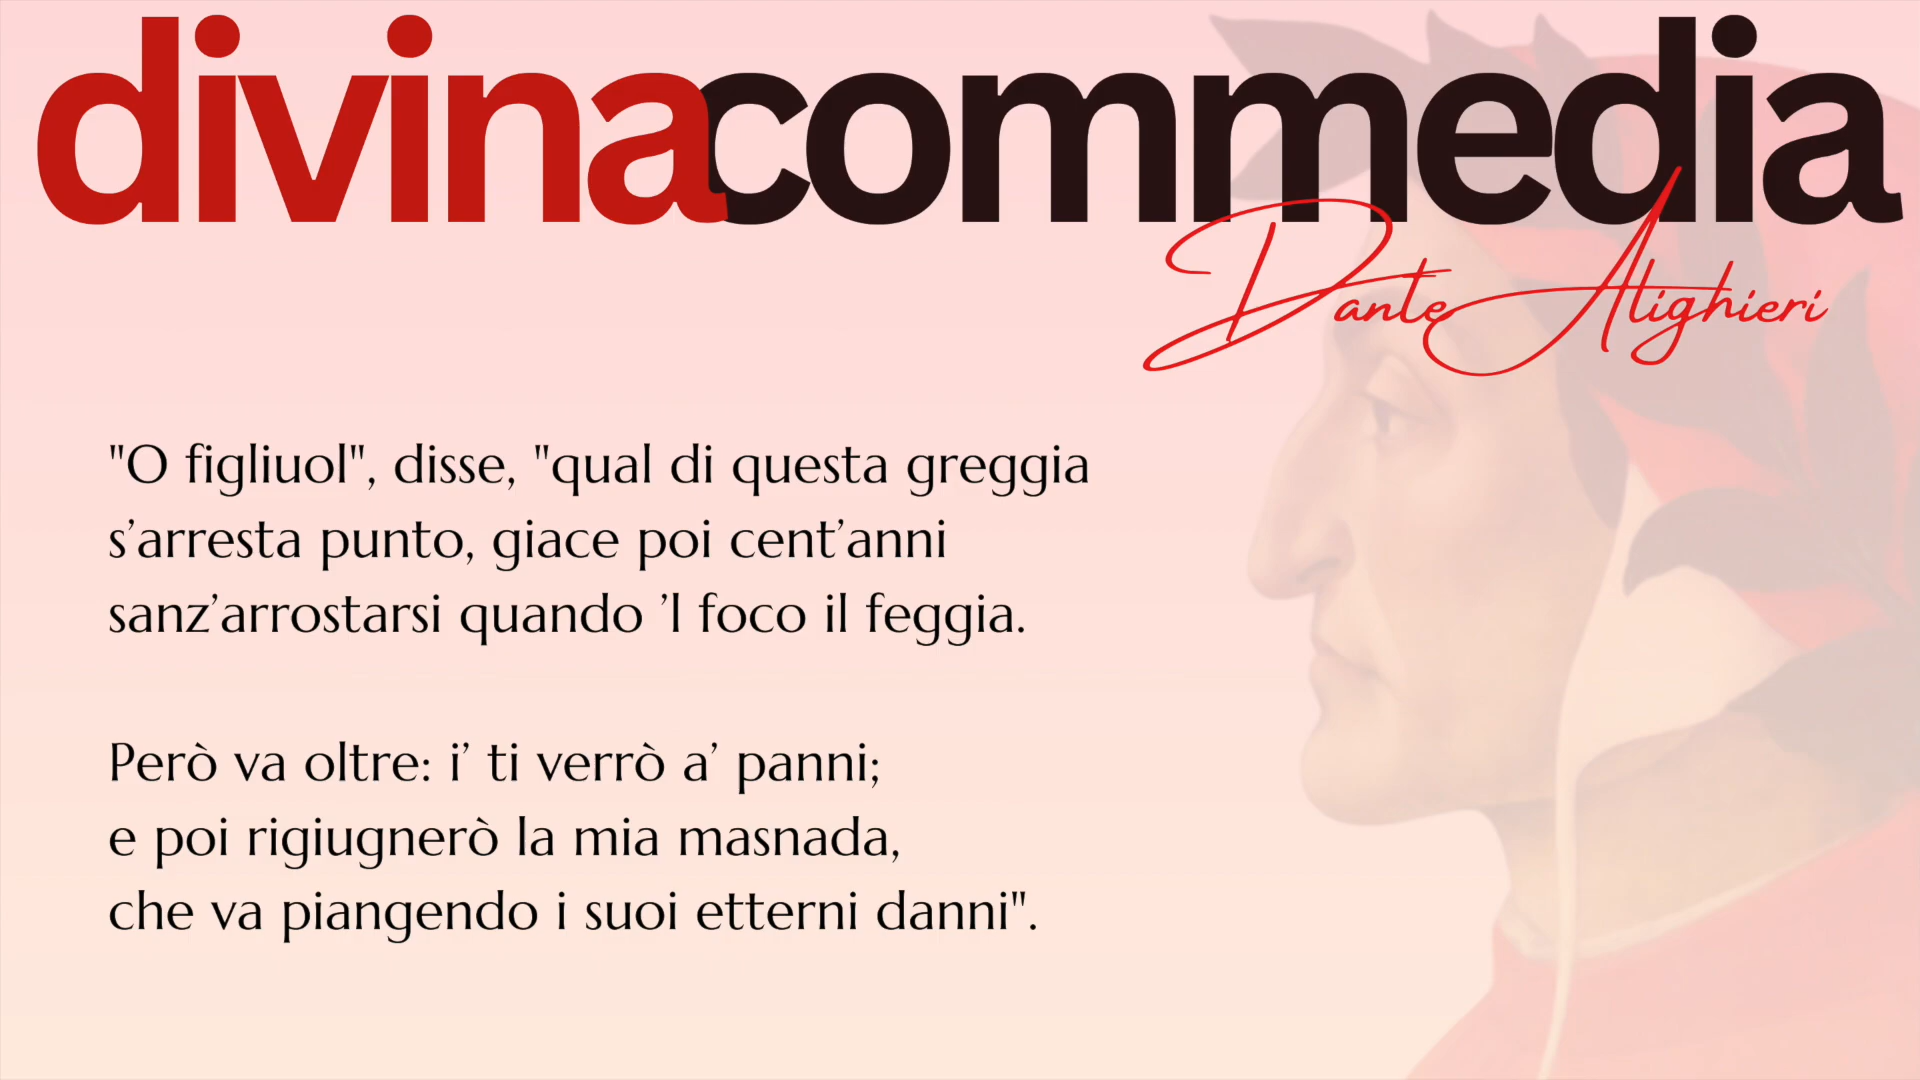 divinacommedia
Dante Alighieri
"O figliuol", disse, "qual di questa greggia
s’arresta punto, giace poi cent’anni
sanz’arrostarsi quando ’l foco il feggia.
Però va oltre: i’ ti verrò a’ panni;
e poi rigiugnerò la mia masnada,
che va piangendo i suoi etterni danni".